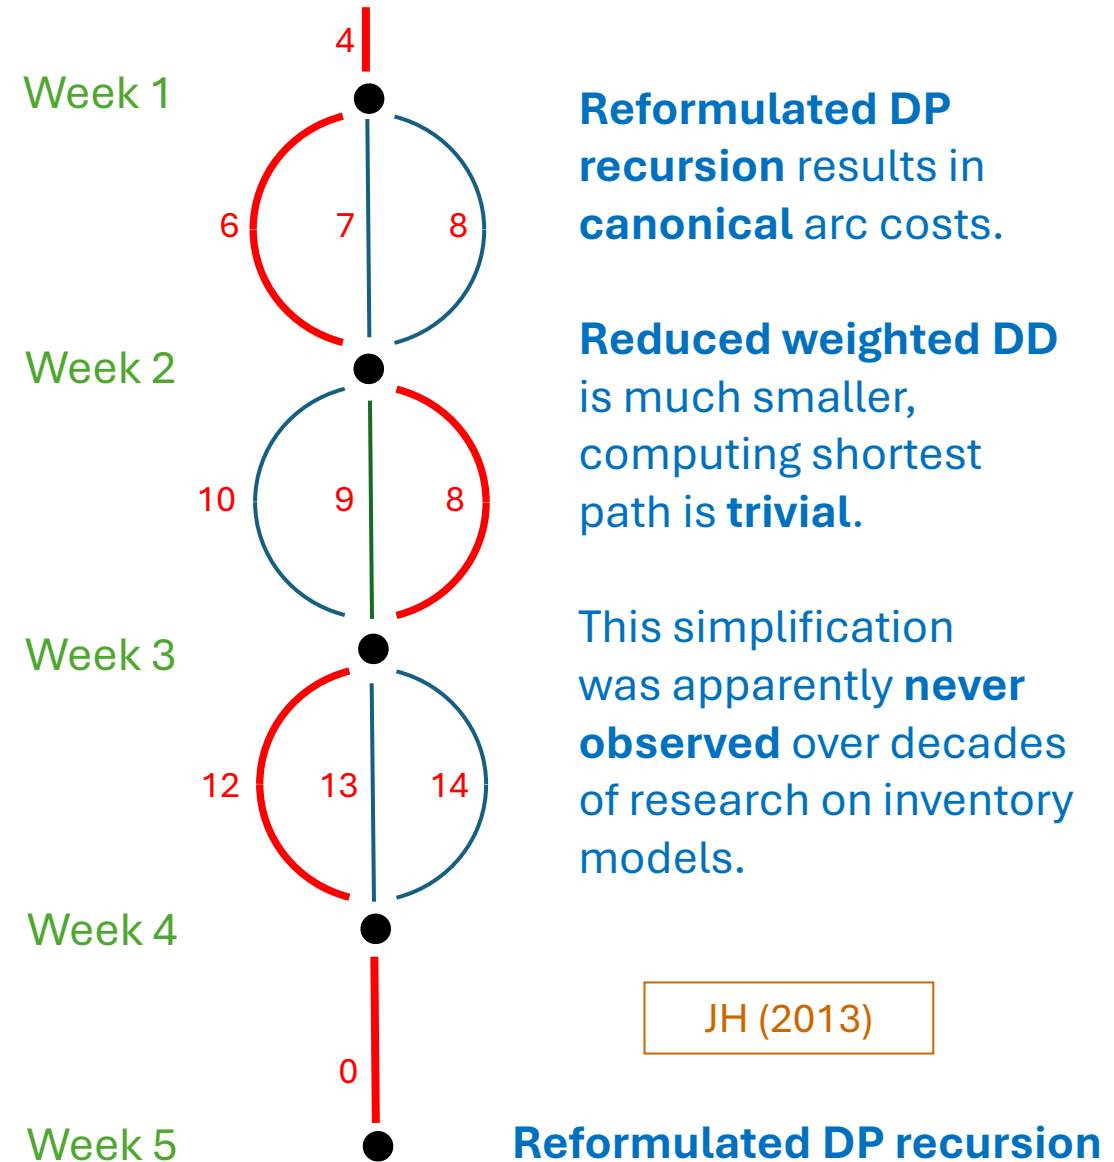 4
Week 1
Reformulated DP
recursion results in
canonical arc costs.
6 7 8
Reduced weighted DD
is much smaller,
computing shortest
path is trivial.
Week 2
10 9 8
This simplification
was apparently never
observed over decades
of research on inventory
models.
Week 3
12 13 14
Week 4
JH (2013)
0
Week 5
Reformulated DP recursion